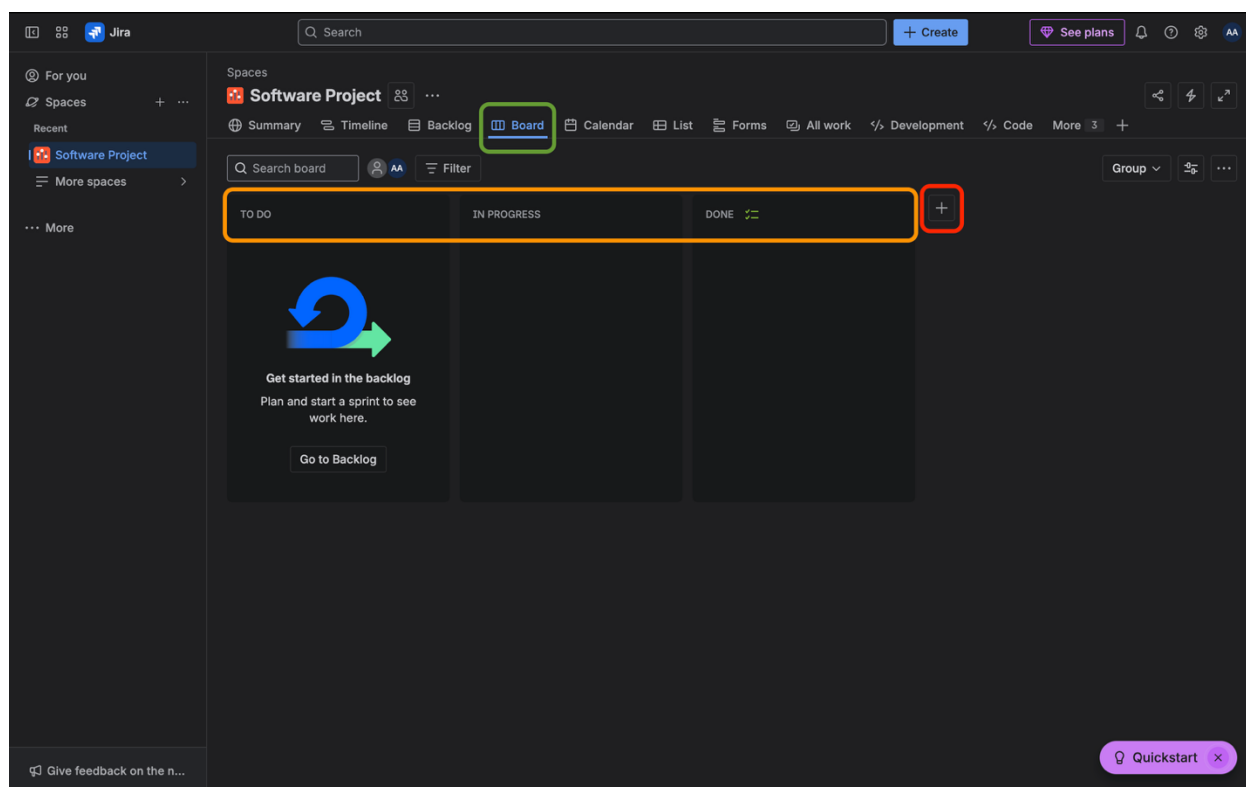 Jira
Search
+ Create
See plans
AA
For you
Spaces
Recent
Software Project
More spaces
More
Spaces
Software Project
Summary Timeline Backlog Board Calendar List Forms All work Development Code More 3
Search board AA Filter Group
TO DO IN PROGRESS DONE
Get started in the backlog
Plan and start a sprint to see
work here.
Go to Backlog
Give feedback on the n...
Quickstart